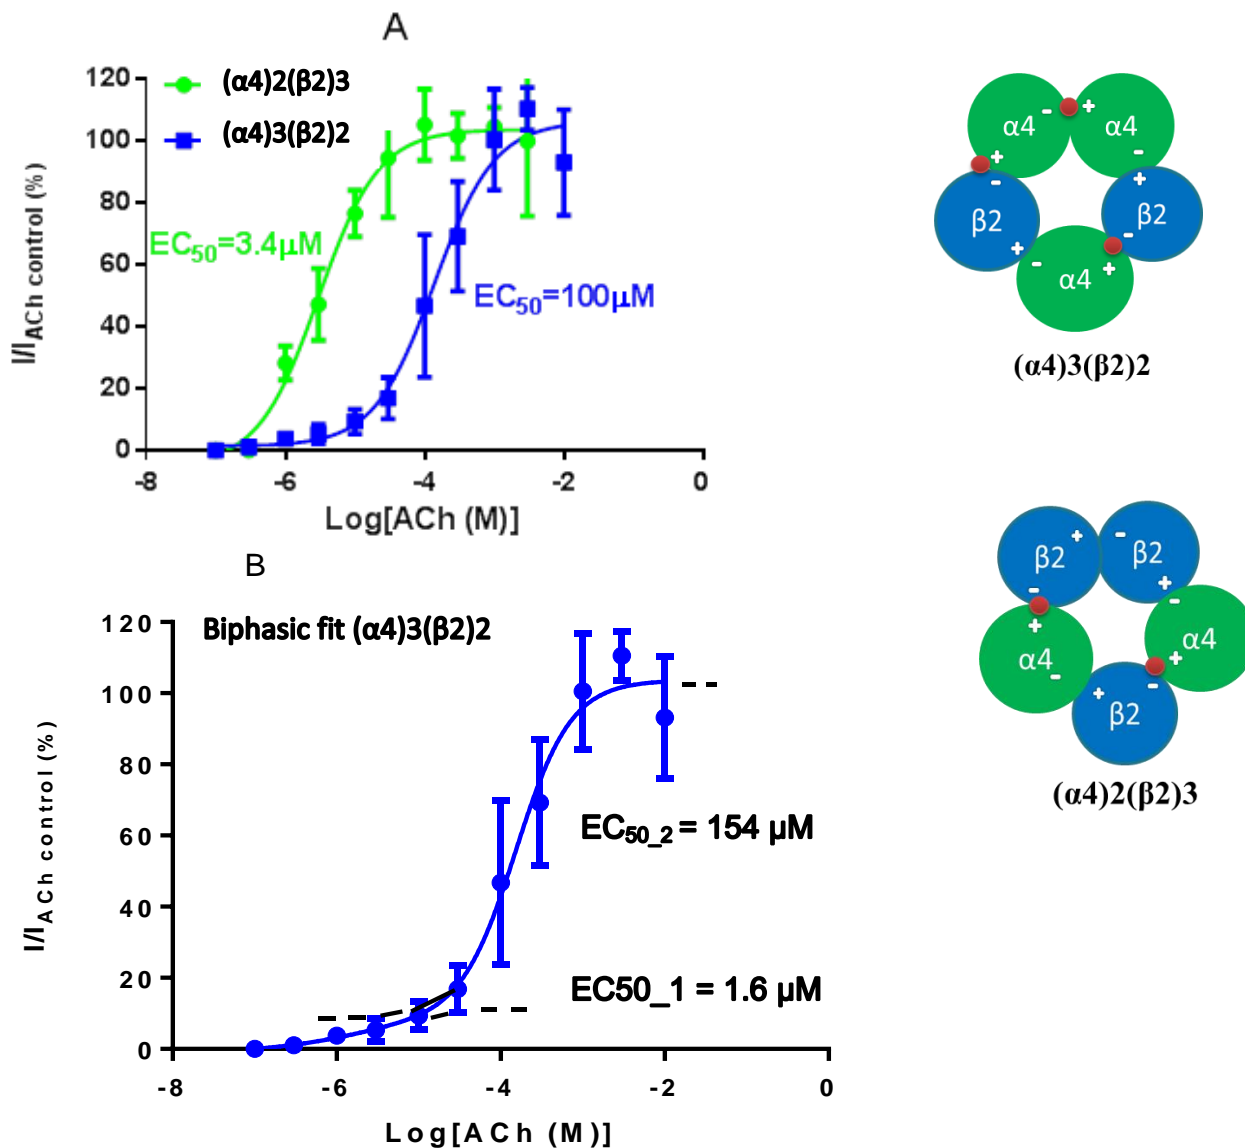 A
120
100
80
60
40
20
0
-8
-6
-4
-2
0
I/I ACh control (%)
Log[ACh (M)]
(α4)2(β2)3
(α4)3(β2)2
EC50=3.4µM
EC50=100µM
- +
α4
α4
+
-
-
+
β2
β2
+
-
-
+
α4
(α4)3(β2)2
B
120
100
80
60
40
20
0
-8
-6
-4
-2
0
I/I ACh control (%)
Log[ACh (M)]
Biphasic fit (α4)3(β2)2
EC50_2 = 154 µM
EC50_1 = 1.6 µM
+ -
β2
β2
-
+
+
-
α4
α4
-
+
+
-
β2
(α4)2(β2)3